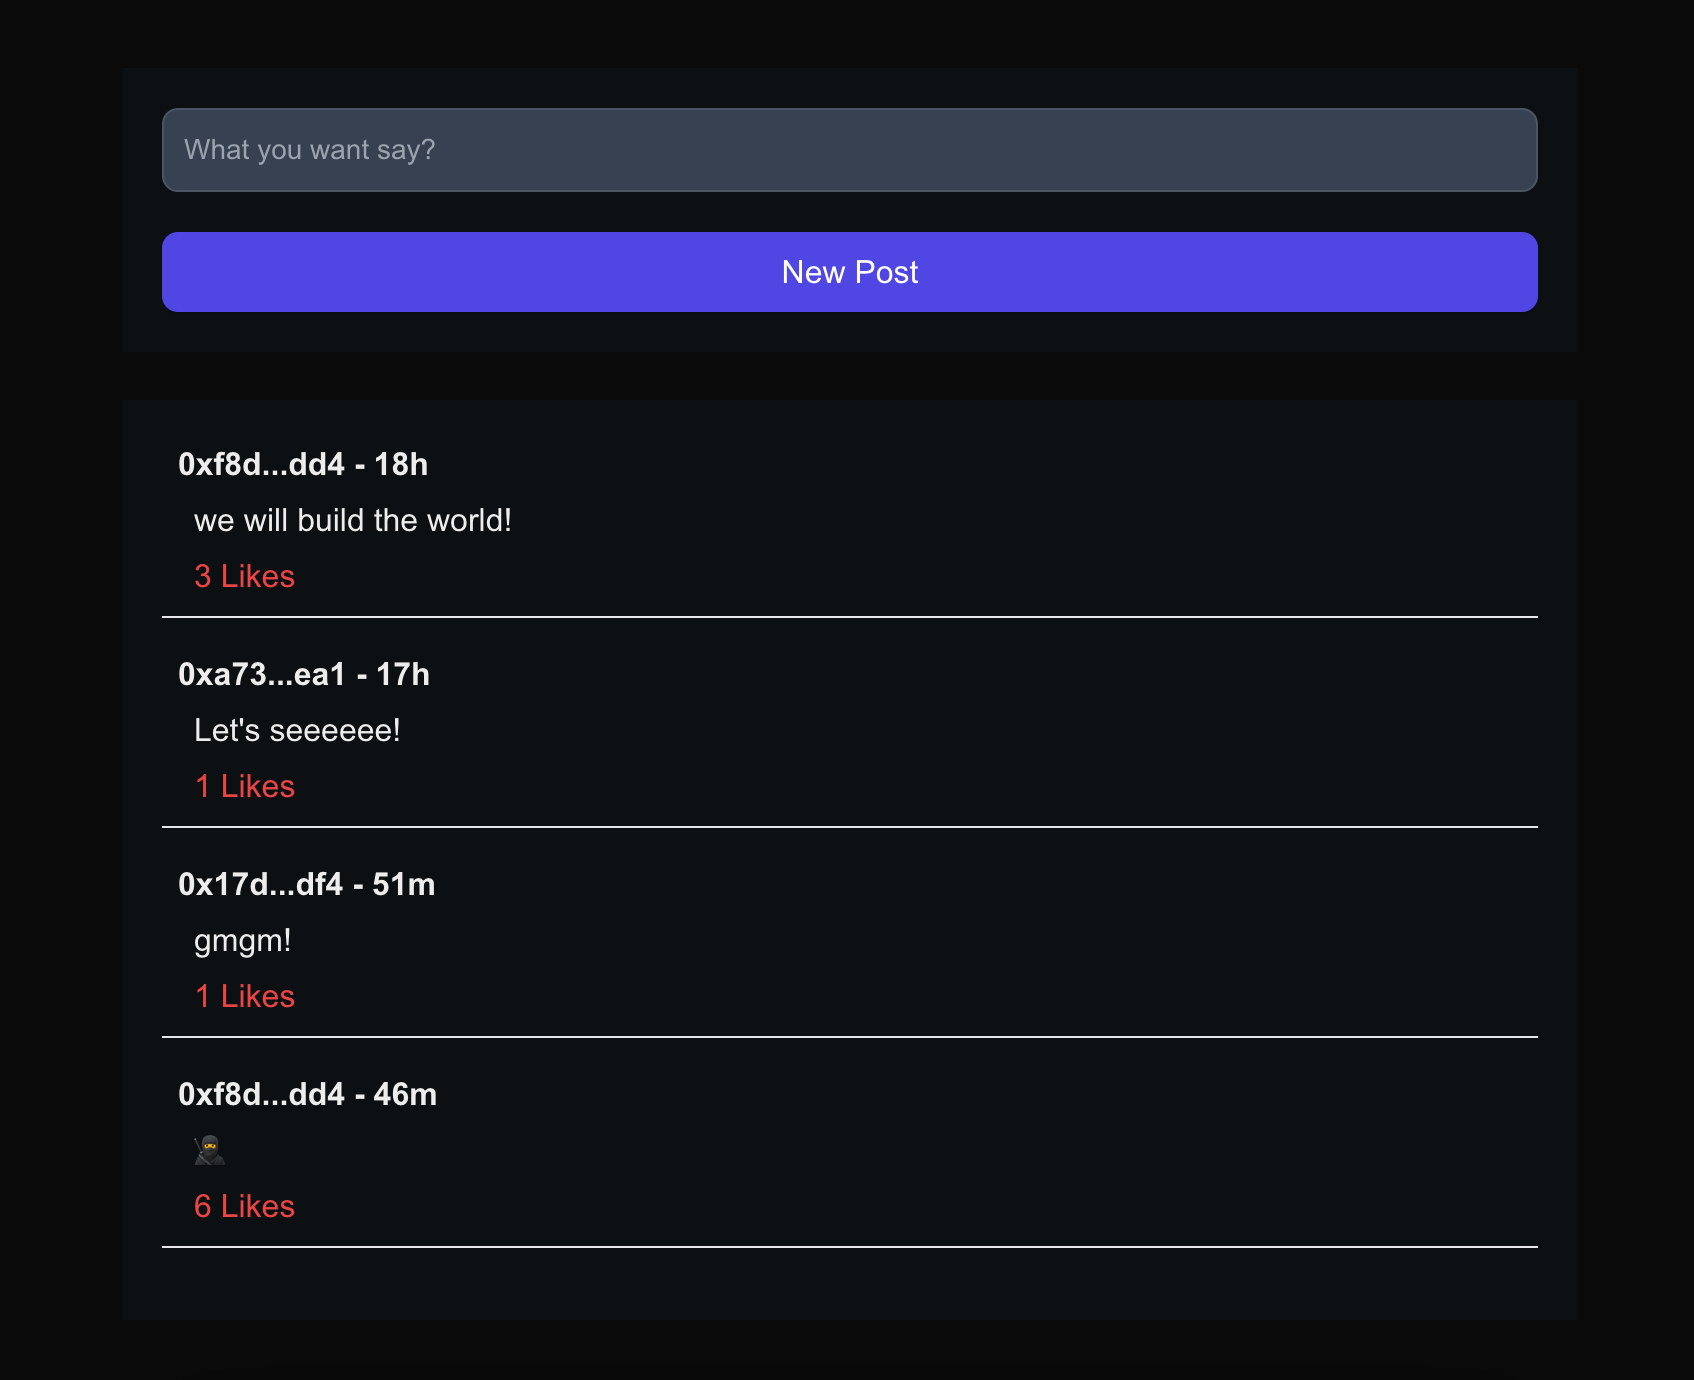 What you want say?
New Post
0xf8d...dd4 - 18h
we will build the world!
3 Likes
0xa73...ea1 - 17h
Let's seeeeee!
1 Likes
0x17d...df4 - 51m
gmgm!
1 Likes
0xf8d...dd4 - 46m
🥷
6 Likes